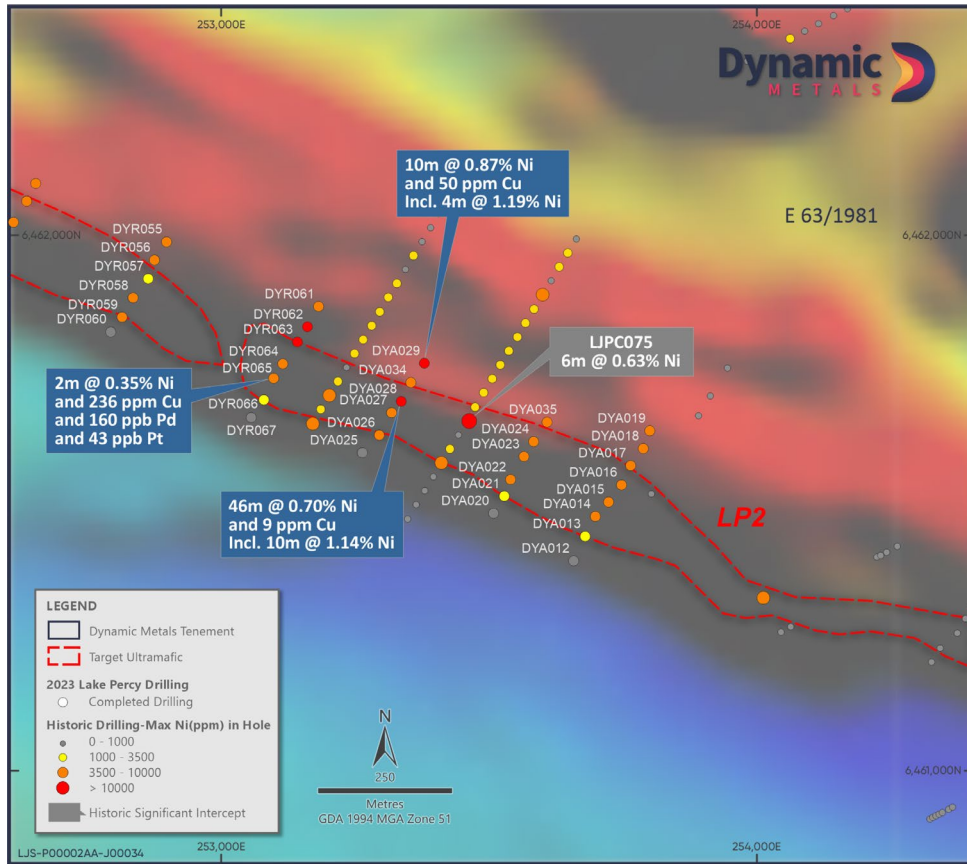 253,000E
254,000E
Dynamic
METALS
10m @ 0.87% Ni
and 50 ppm Cu
Incl. 4m @ 1.19% Ni
E 63/1981
6,462,000N
6,462,000N
DYR055
DYR056
DYR057
DYR058
DYR059
DYR060
DYR061
DYR062
DYR063
DYR064
DYR065
DYR066
DYR067
DYA029
DYA034
DYA028
DYA027
DYA026
DYA025
LJPC075
6m @ 0.63% Ni
2m @ 0.35% Ni
and 236 ppm Cu
and 160 ppb Pd
and 43 ppb Pt
DYA035
DYA024
DYA023
DYA022
DYA021
DYA020
DYA019
DYA018
DYA017
DYA016
DYA015
DYA014
DYA013
DYA012
46m @ 0.70% Ni
and 9 ppm Cu
Incl. 10m @ 1.14% Ni
LP2
LEGEND
Dynamic Metals Tenement
Target Ultramafic
2023 Lake Percy Drilling
Completed Drilling
Historic Drilling-Max Ni(ppm) in Hole
0 - 1000
1000 - 3500
3500 - 10000
> 10000
Historic Significant Intercept
N
250
Metres
GDA 1994 MGA Zone 51
6,461,000N
LJS-P00002AA-J00034
253,000E
254,000E